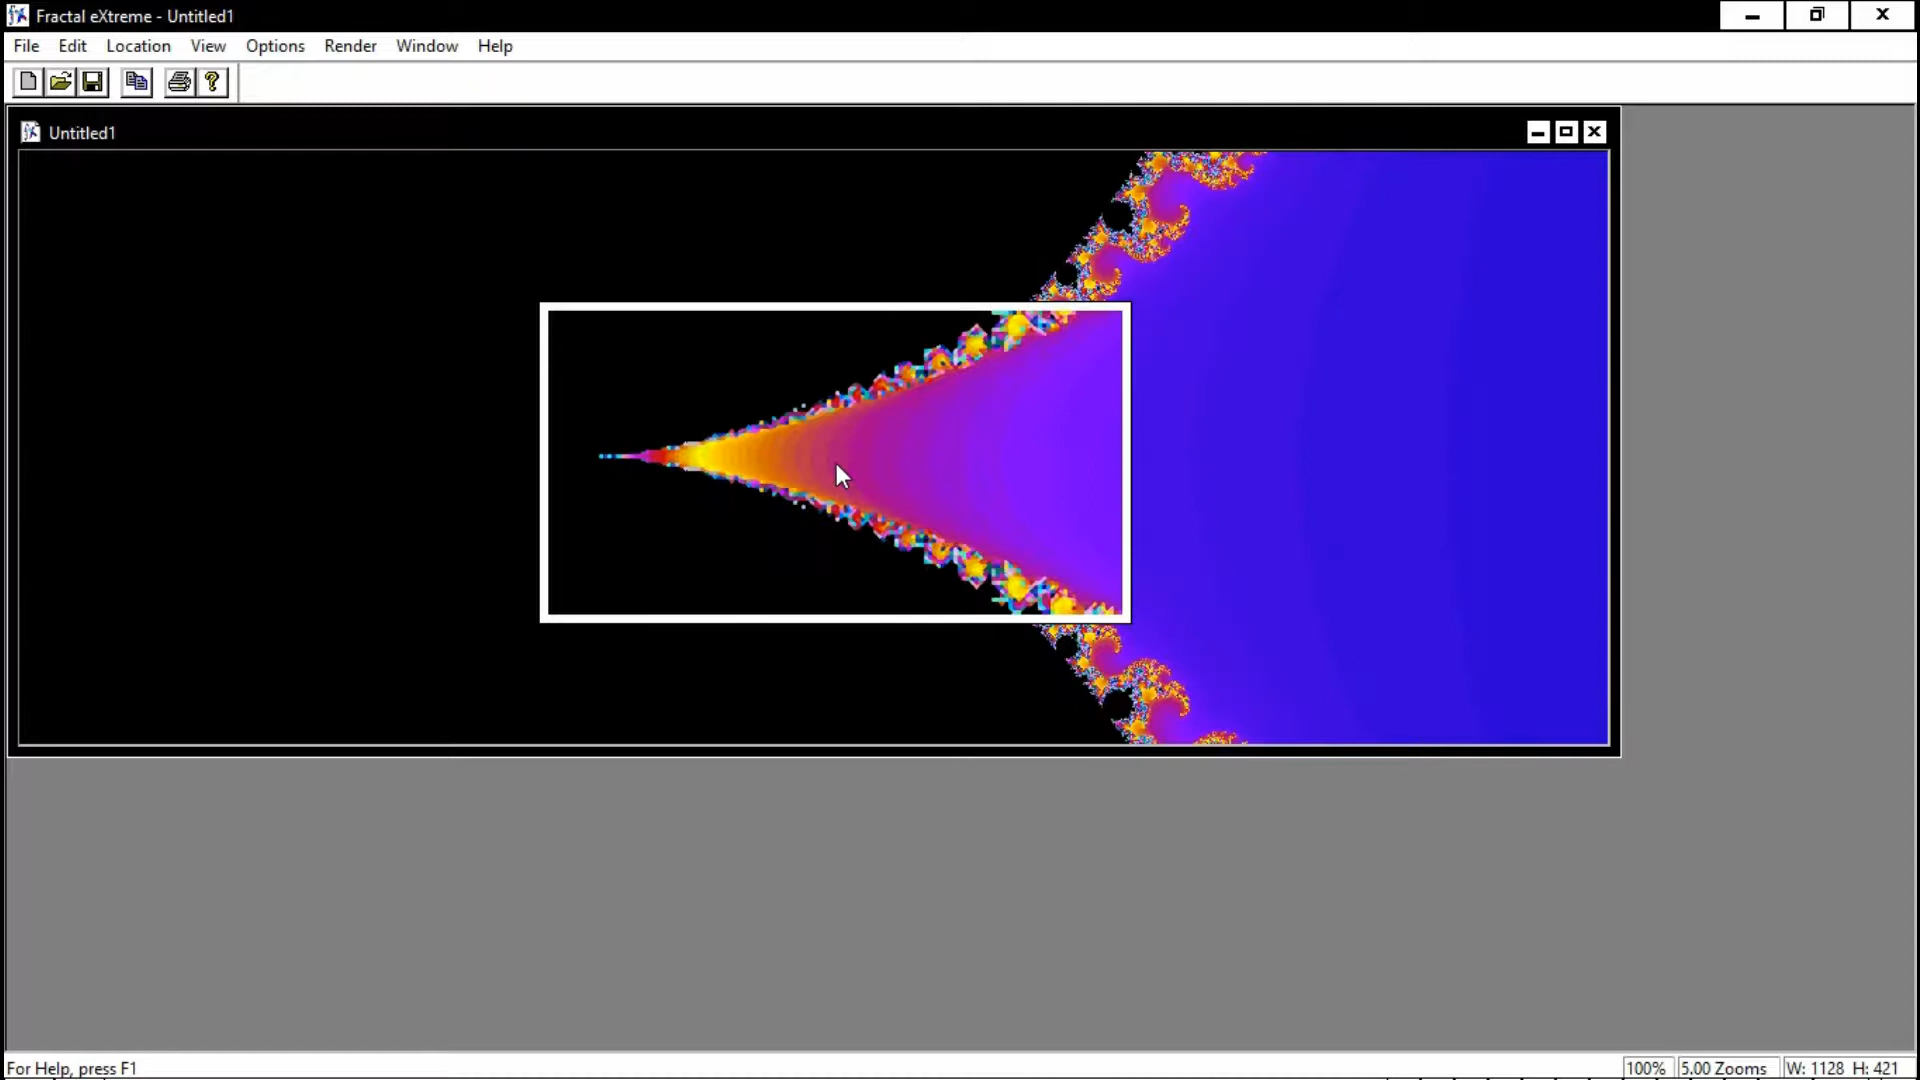 Fractal eXtreme - Untitled1
File Edit Location View Options Render Window Help
Untitled1
For Help, press F1 100% 5.00 Zooms W: 1128 H: 421